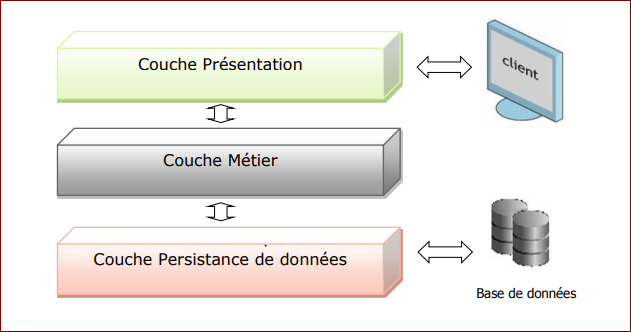 Couche Présentation
client
Couche Métier
Couche Persistance de données
Base de données